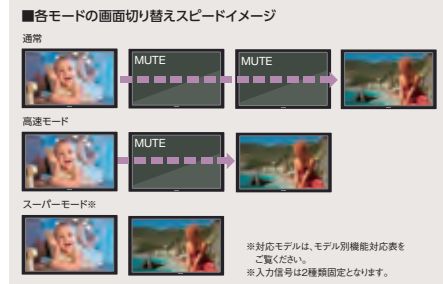 ■各モードの画面切り替えスピードイメージ
通常
MUTE MUTE
高速モード
MUTE
スーパーモード※
※対応モデルは、モデル別機能対応表を
ご覧ください。
※入力信号は2種類固定となります。